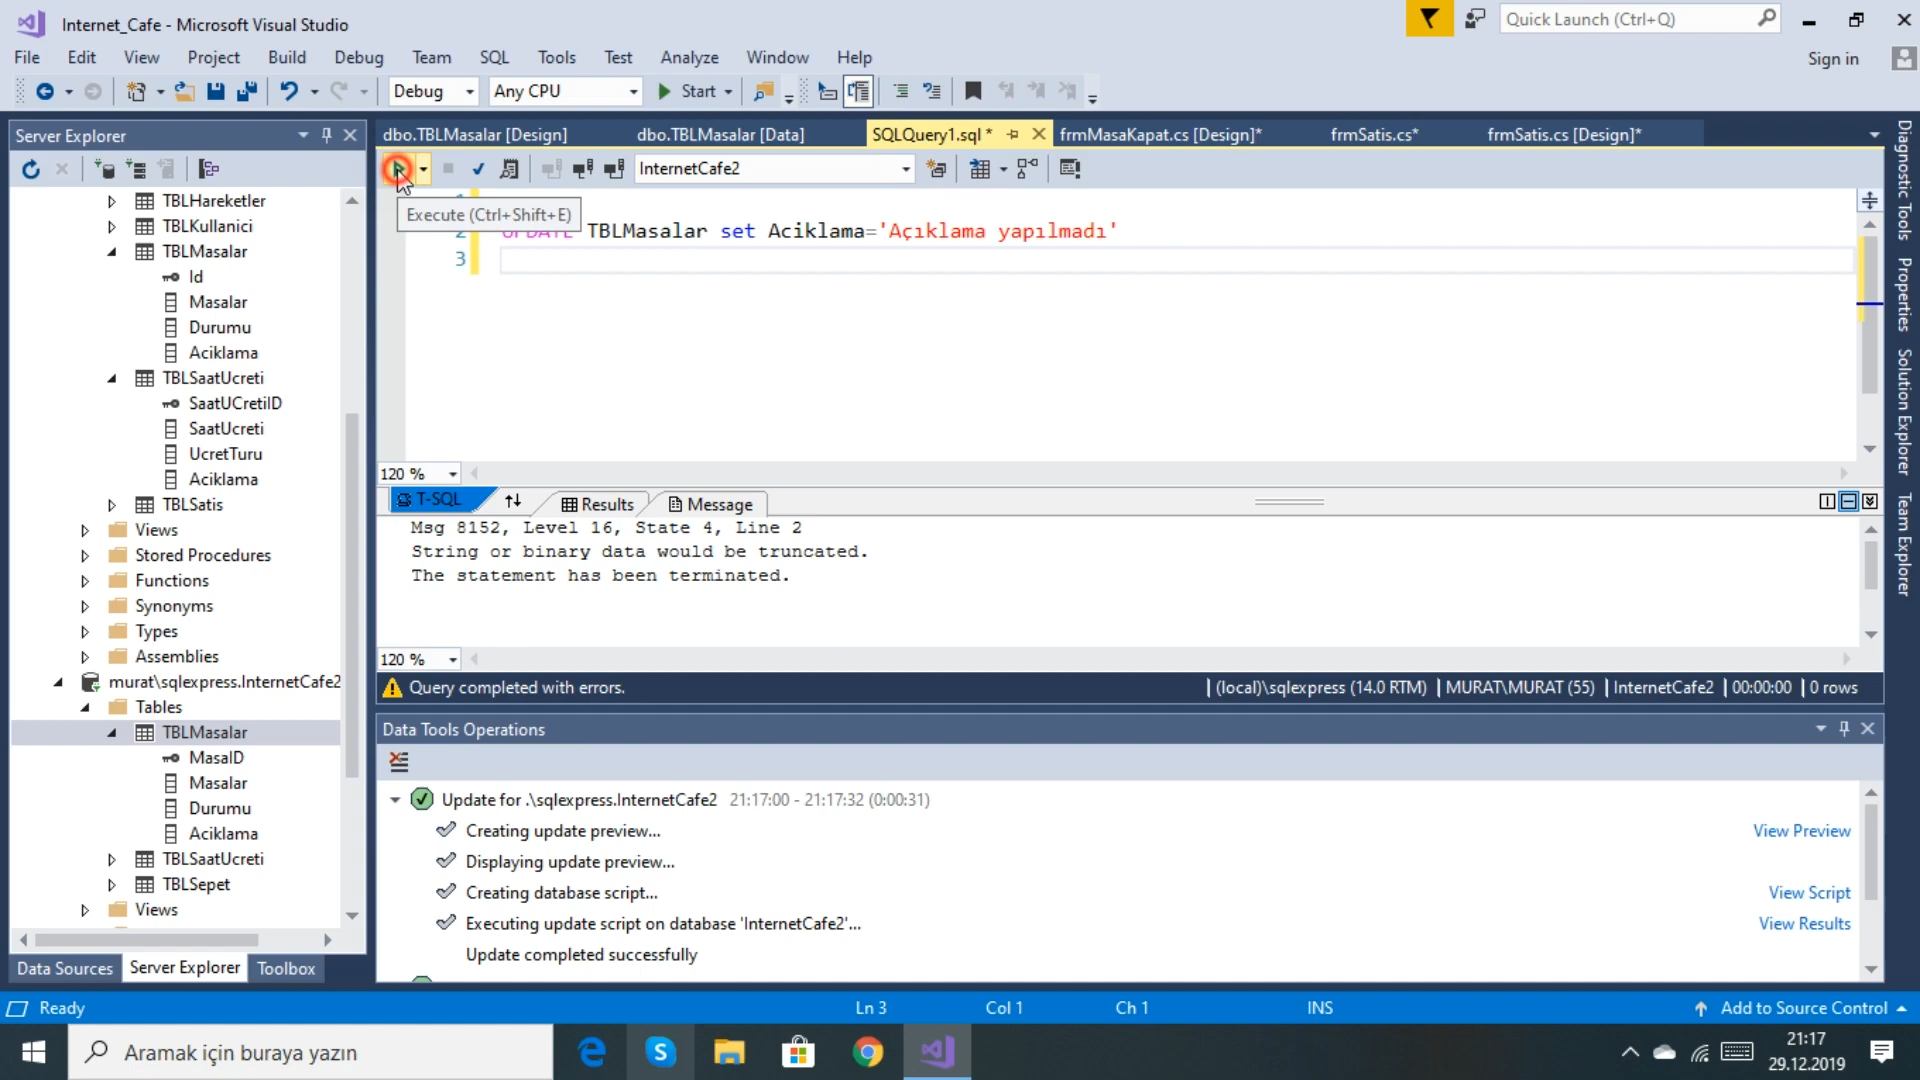 Internet_Cafe - Microsoft Visual Studio
Quick Launch (Ctrl+Q)
File Edit View Project Build Debug Team SQL Tools Test Analyze Window Help
Sign in
Debug Any CPU Start
Server Explorer
dbo.TBLMasalar [Design] dbo.TBLMasalar [Data] SQLQuery1.sql * frmMasaKapat.cs [Design]* frmSatis.cs* frmSatis.cs [Design]*
InternetCafe2
Execute (Ctrl+Shift+E)
2 UPDATE TBLMasalar set Aciklama='Açıklama yapılmadı'
3
TBLHareketler
TBLKullanici
TBLMasalar
Id
Masalar
Durumu
Aciklama
TBLSaatUcreti
SaatUCretiID
SaatUcreti
UcretTuru
Aciklama
TBLSatis
Views
Stored Procedures
Functions
Synonyms
Types
Assemblies
murat\sqlexpress.InternetCafe2
Tables
TBLMasalar
MasaID
Masalar
Durumu
Aciklama
TBLSaatUcreti
TBLSepet
Views
Data Sources Server Explorer Toolbox
120 %
T-SQL Results Message
Msg 8152, Level 16, State 4, Line 2
String or binary data would be truncated.
The statement has been terminated.
120 %
Query completed with errors. (local)\sqlexpress (14.0 RTM) MURAT\MURAT (55) InternetCafe2 00:00:00 0 rows
Data Tools Operations
Update for .\sqlexpress.InternetCafe2 21:17:00 - 21:17:32 (0:00:31)
Creating update preview... View Preview
Displaying update preview...
Creating database script... View Script
Executing update script on database 'InternetCafe2'... View Results
Update completed successfully
Diagnostic Tools
Properties
Solution Explorer
Team Explorer
Ready Ln 3 Col 1 Ch 1 INS Add to Source Control
Aramak için buraya yazın
21:17
29.12.2019